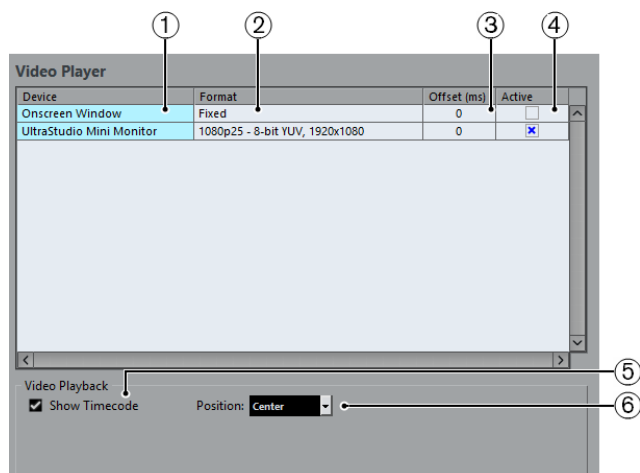 1 2 3 4
Video Player
Device Format Offset (ms) Active
Onscreen Window Fixed 0
UltraStudio Mini Monitor 1080p25 - 8-bit YUV, 1920x1080 0
5
Video Playback
Show Timecode Position: Center 6